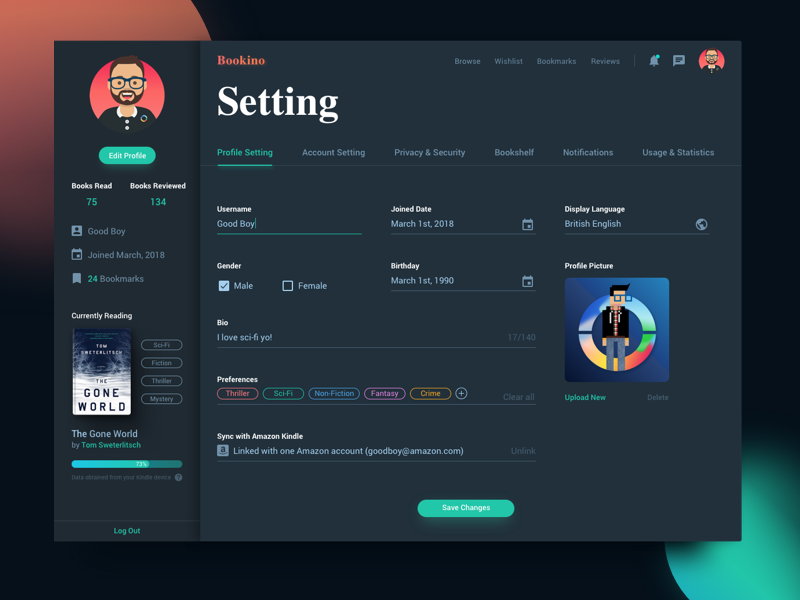 Bookino
Browse Wishlist Bookmarks Reviews
Setting
Edit Profile
Books Read Books Reviewed
75 134
Good Boy
Joined March, 2018
24 Bookmarks
Currently Reading
TOM
SWETERLITSCH
THE
GONE
WORLD
Sci-Fi
Fiction
Thriller
Mystery
The Gone World
by Tom Sweterlitsch
73%
Data obtained from your Kindle device ?
Log Out
Profile Setting Account Setting Privacy & Security Bookshelf Notifications Usage & Statistics
Username Joined Date Display Language
Good Boy March 1st, 2018 British English
Gender Birthday Profile Picture
Male Female March 1st, 1990
Bio
I love sci-fi yo! 17/140
Preferences
Thriller Sci-Fi Non-Fiction Fantasy Crime Clear all
Upload New Delete
Sync with Amazon Kindle
a Linked with one Amazon account (goodboy@amazon.com) Unlink
Save Changes